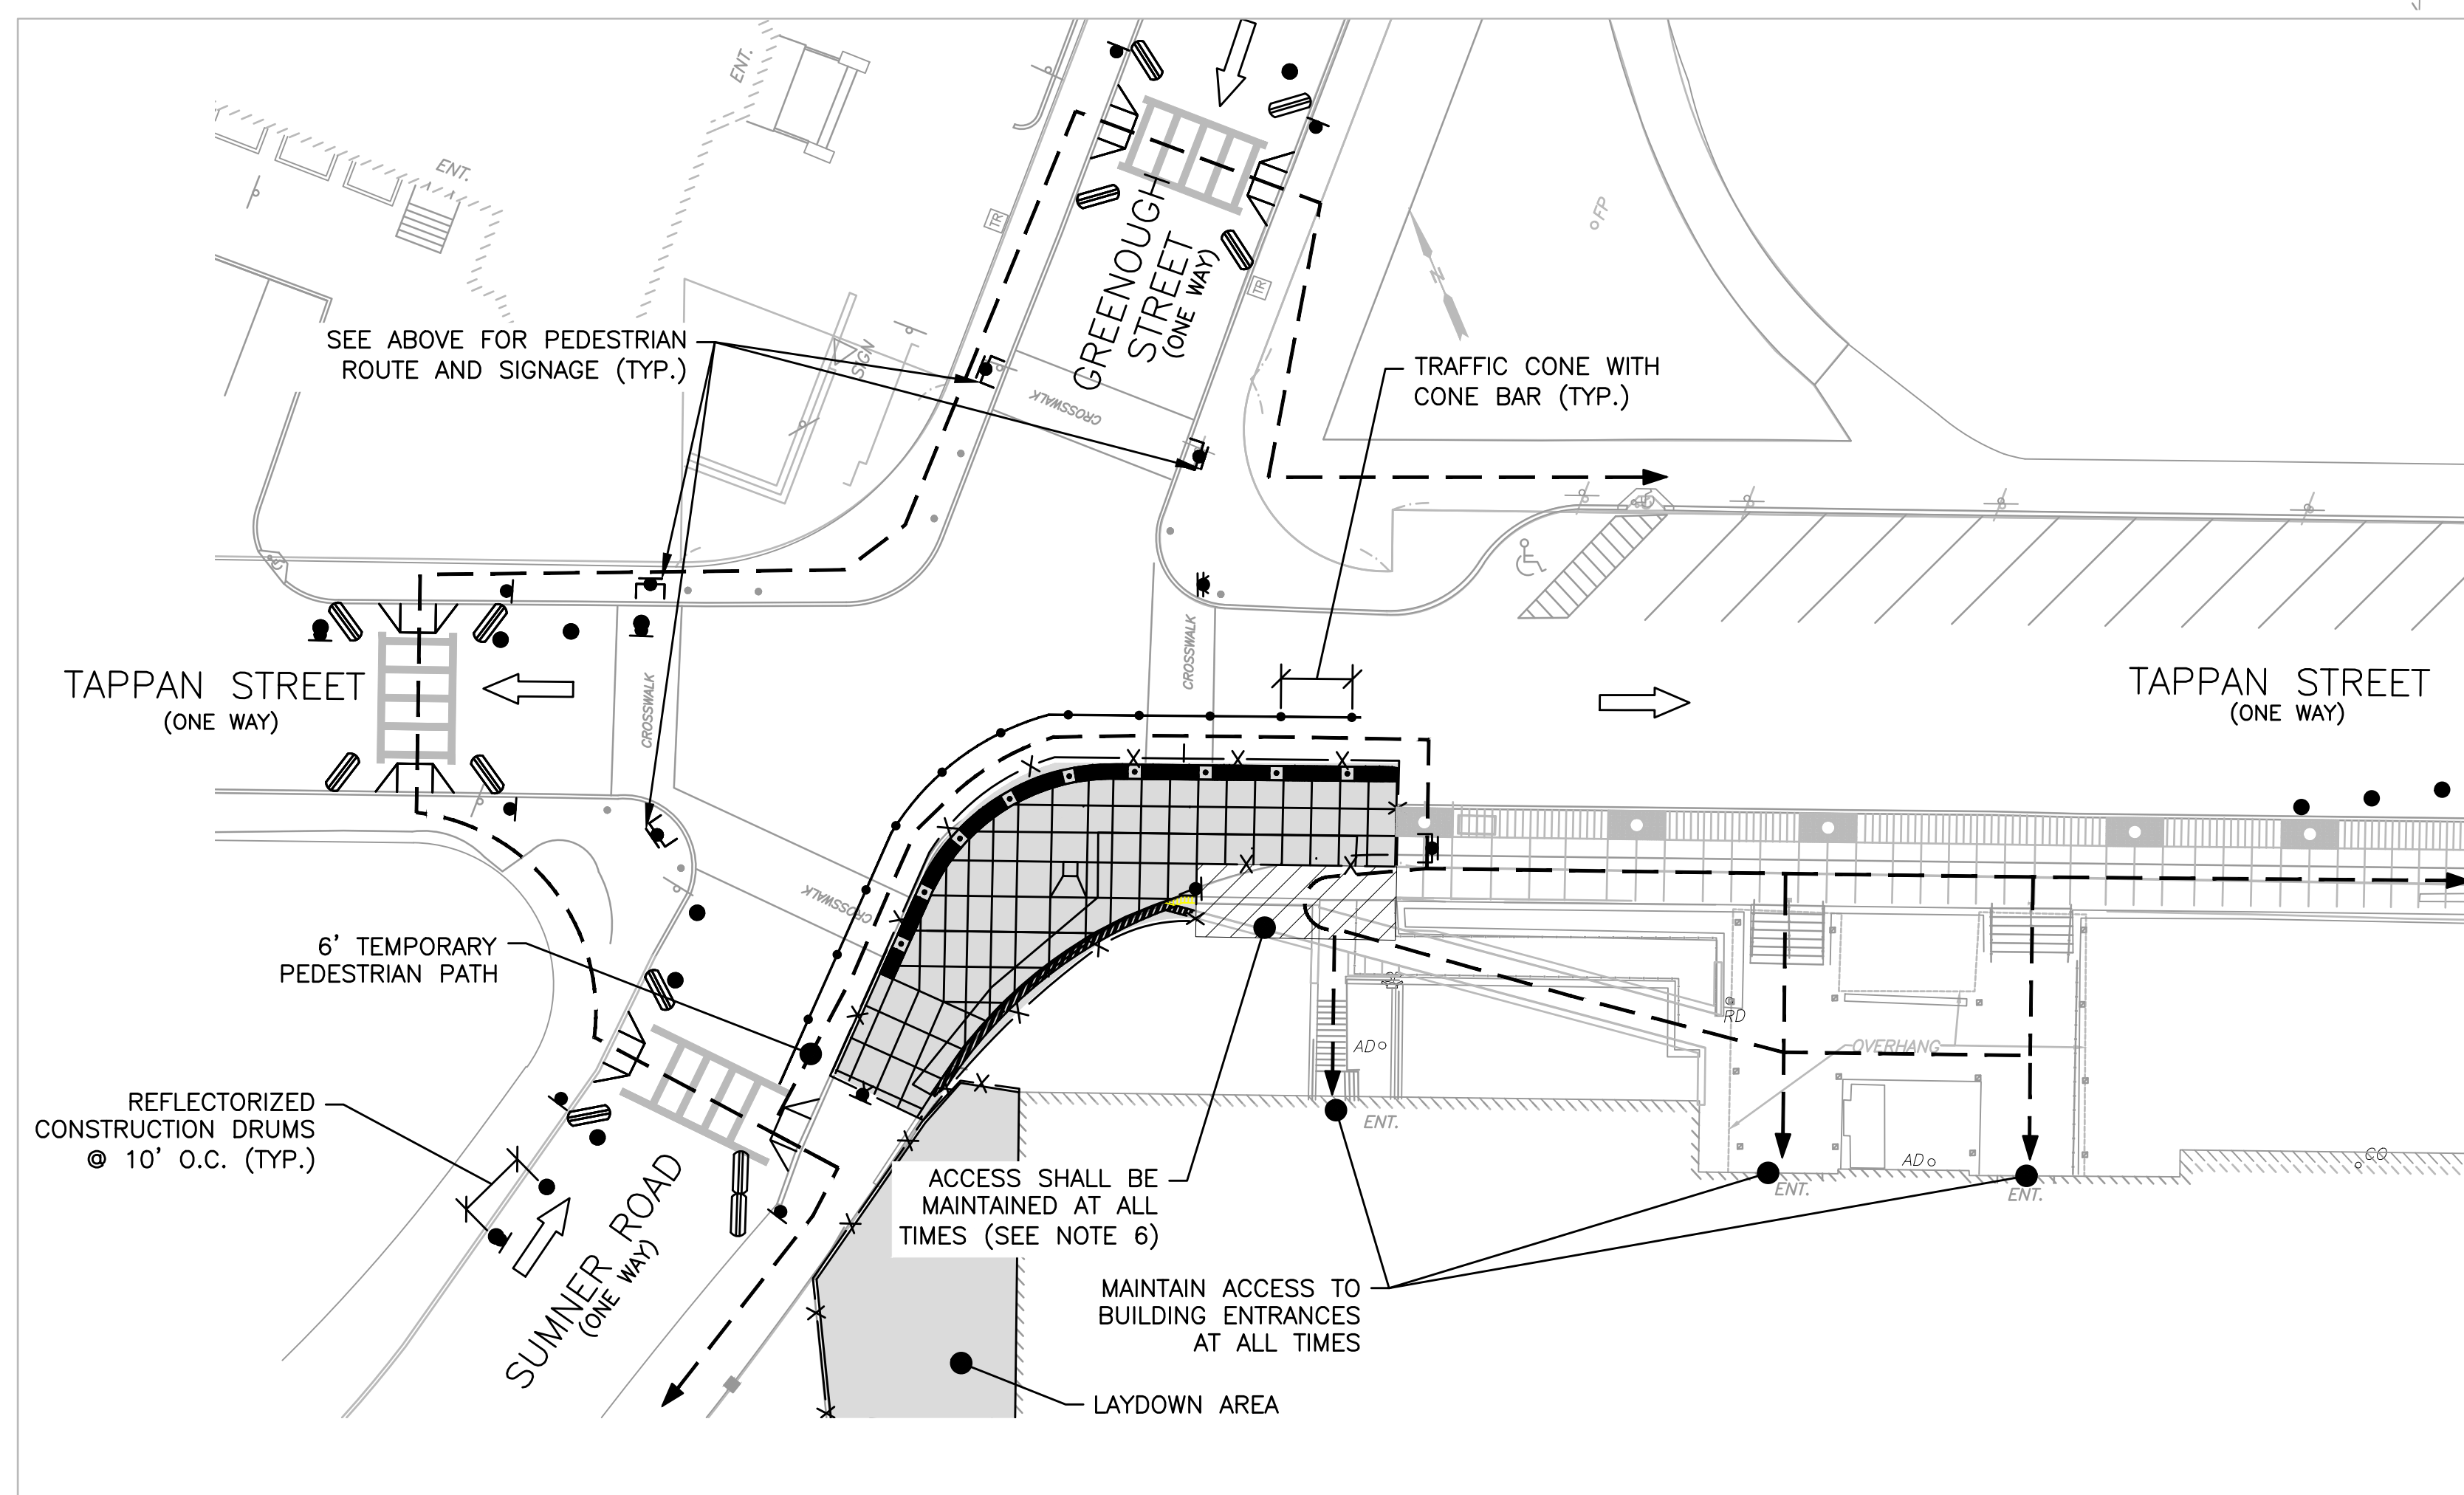 ENT.
ENT.
TR
FP
N
GREENOUGH
STREET
(ONE WAY)
TR
SEE ABOVE FOR PEDESTRIAN
ROUTE AND SIGNAGE (TYP.)
SIGN
CROSSWALK
TRAFFIC CONE WITH
CONE BAR (TYP.)
TAPPAN STREET
(ONE WAY)
CROSSWALK
CROSSWALK
TAPPAN STREET
(ONE WAY)
CROSSWALK
6' TEMPORARY
PEDESTRIAN PATH
RD
AD
OVERHANG
REFLECTORIZED
CONSTRUCTION DRUMS
@ 10' O.C. (TYP.)
ENT.
AD
CO
ENT.
ENT.
SUMNER ROAD
(ONE WAY)
ACCESS SHALL BE
MAINTAINED AT ALL
TIMES (SEE NOTE 6)
MAINTAIN ACCESS TO
BUILDING ENTRANCES
AT ALL TIMES
LAYDOWN AREA